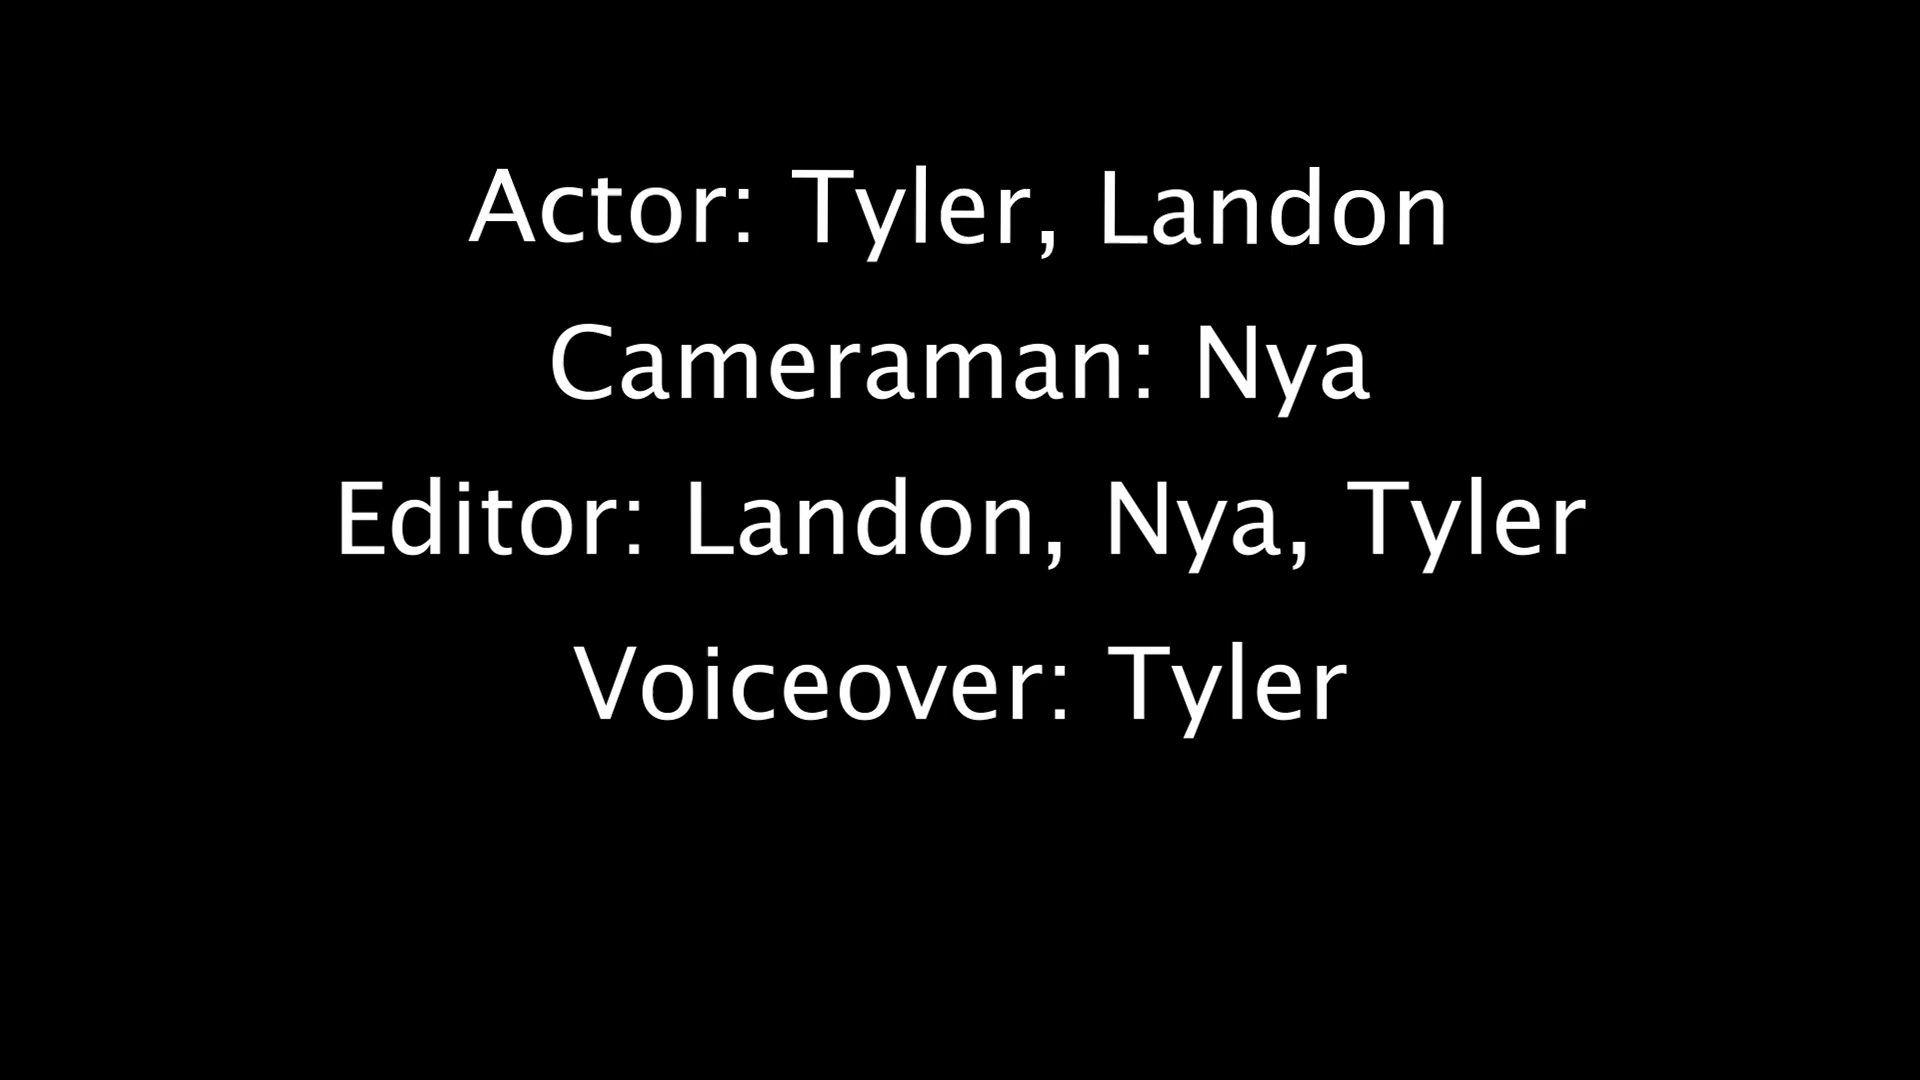 Actor: Tyler, Landon
Cameraman: Nya
Editor: Landon, Nya, Tyler
Voiceover: Tyler